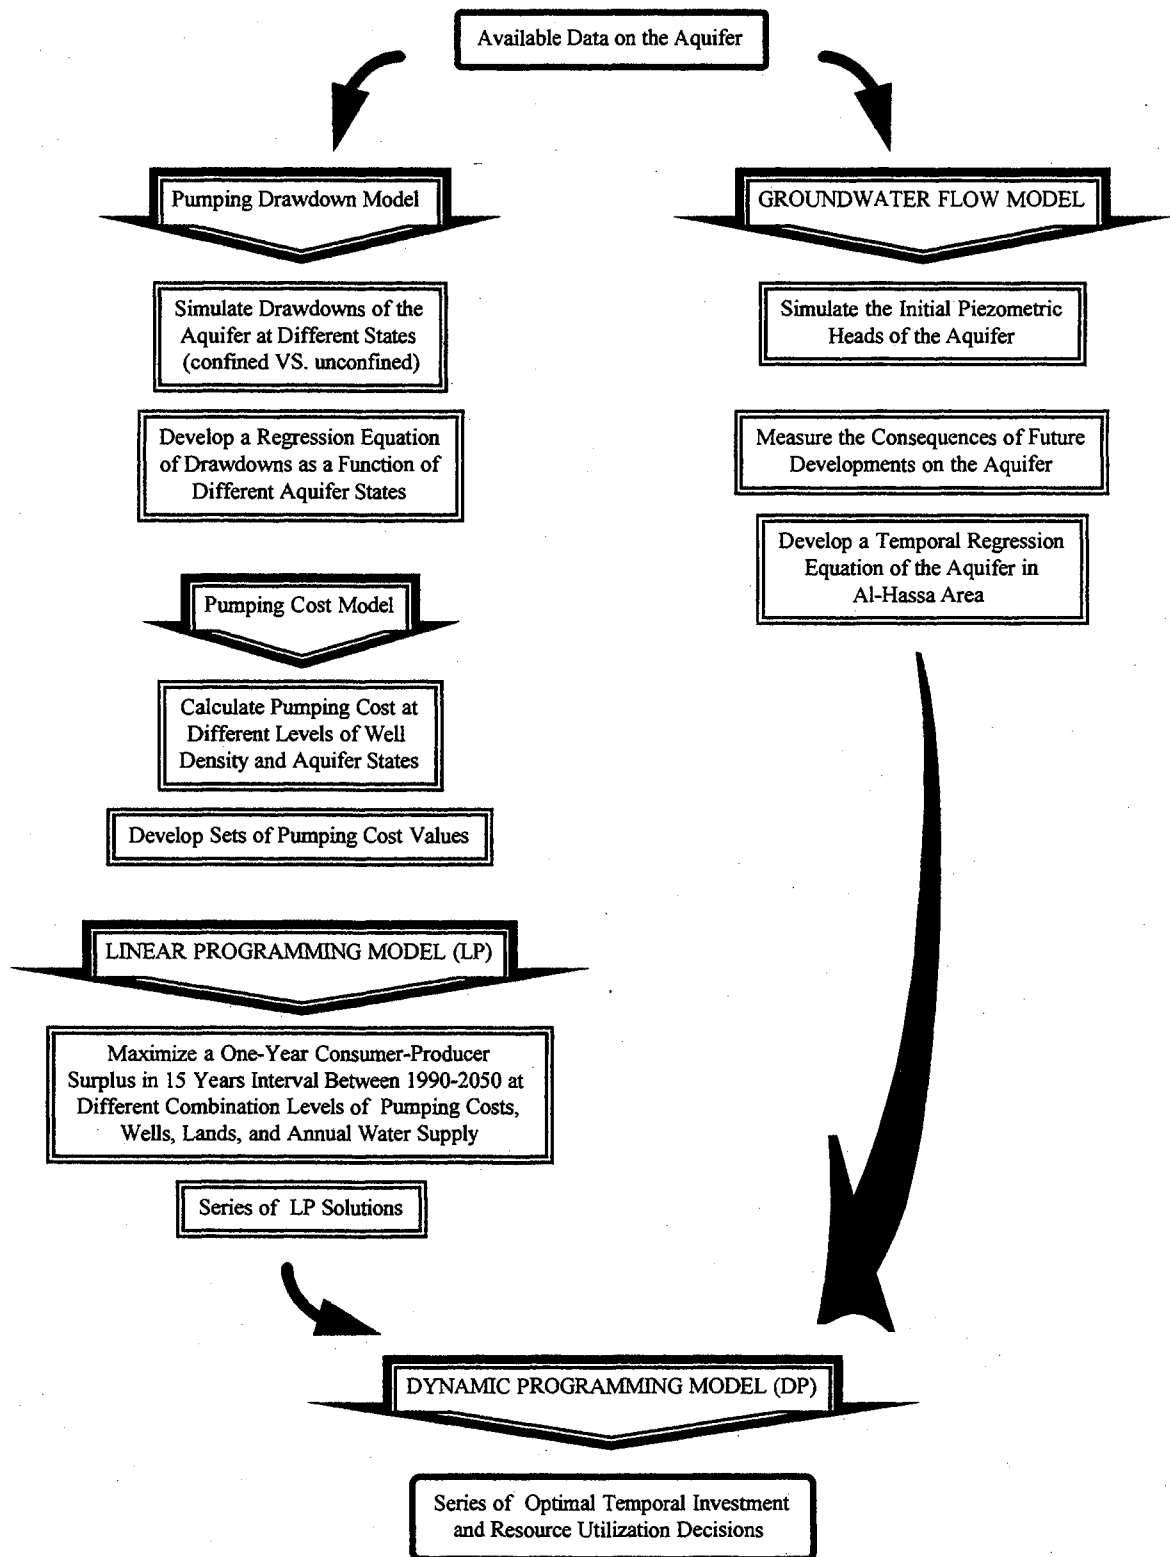 Available Data on the Aquifer
Pumping Drawdown Model
Simulate Drawdowns of the
Aquifer at Different States
(confined VS. unconfined)
Develop a Regression Equation
of Drawdowns as a Function of
Different Aquifer States
Pumping Cost Model
Calculate Pumping Cost at
Different Levels of Well
Density and Aquifer States
Develop Sets of Pumping Cost Values
LINEAR PROGRAMMING MODEL (LP)
Maximize a One-Year Consumer-Producer
Surplus in 15 Years Interval Between 1990-2050 at
Different Combination Levels of Pumping Costs,
Wells, Lands, and Annual Water Supply
Series of LP Solutions
GROUNDWATER FLOW MODEL
Simulate the Initial Piezometric
Heads of the Aquifer
Measure the Consequences of Future
Developments on the Aquifer
Develop a Temporal Regression
Equation of the Aquifer in
Al-Hassa Area
DYNAMIC PROGRAMMING MODEL (DP)
Series of Optimal Temporal Investment
and Resource Utilization Decisions